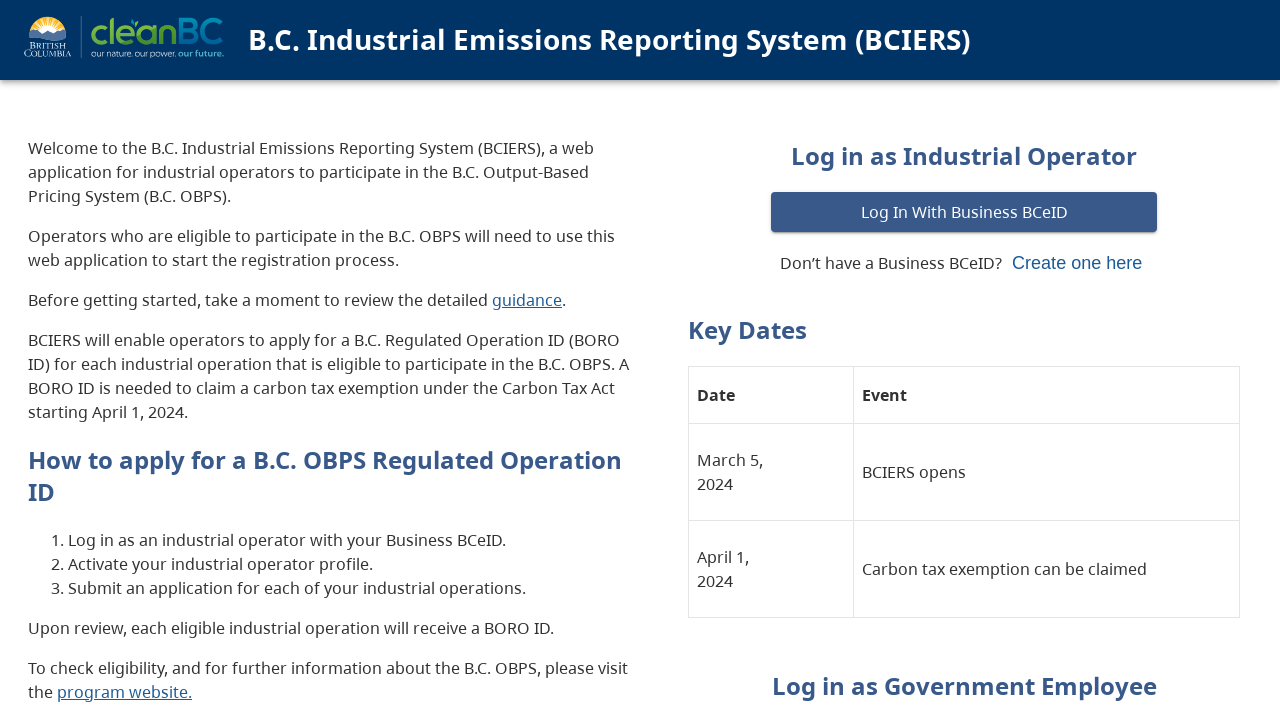 BRITISH
COLUMBIA
cleanBC
our nature. our power. our future.
B.C. Industrial Emissions Reporting System (BCIERS)
Welcome to the B.C. Industrial Emissions Reporting System (BCIERS), a web
application for industrial operators to participate in the B.C. Output-Based
Pricing System (B.C. OBPS).
Operators who are eligible to participate in the B.C. OBPS will need to use this
web application to start the registration process.
Before getting started, take a moment to review the detailed guidance.
BCIERS will enable operators to apply for a B.C. Regulated Operation ID (BORO
ID) for each industrial operation that is eligible to participate in the B.C. OBPS. A
BORO ID is needed to claim a carbon tax exemption under the Carbon Tax Act
starting April 1, 2024.
How to apply for a B.C. OBPS Regulated Operation
ID
1. Log in as an industrial operator with your Business BCeID.
2. Activate your industrial operator profile.
3. Submit an application for each of your industrial operations.
Upon review, each eligible industrial operation will receive a BORO ID.
To check eligibility, and for further information about the B.C. OBPS, please visit
the program website.
Log in as Industrial Operator
Log In With Business BCeID
Don’t have a Business BCeID? Create one here
Key Dates
Date Event
March 5,
2024
BCIERS opens
April 1,
2024
Carbon tax exemption can be claimed
Log in as Government Employee